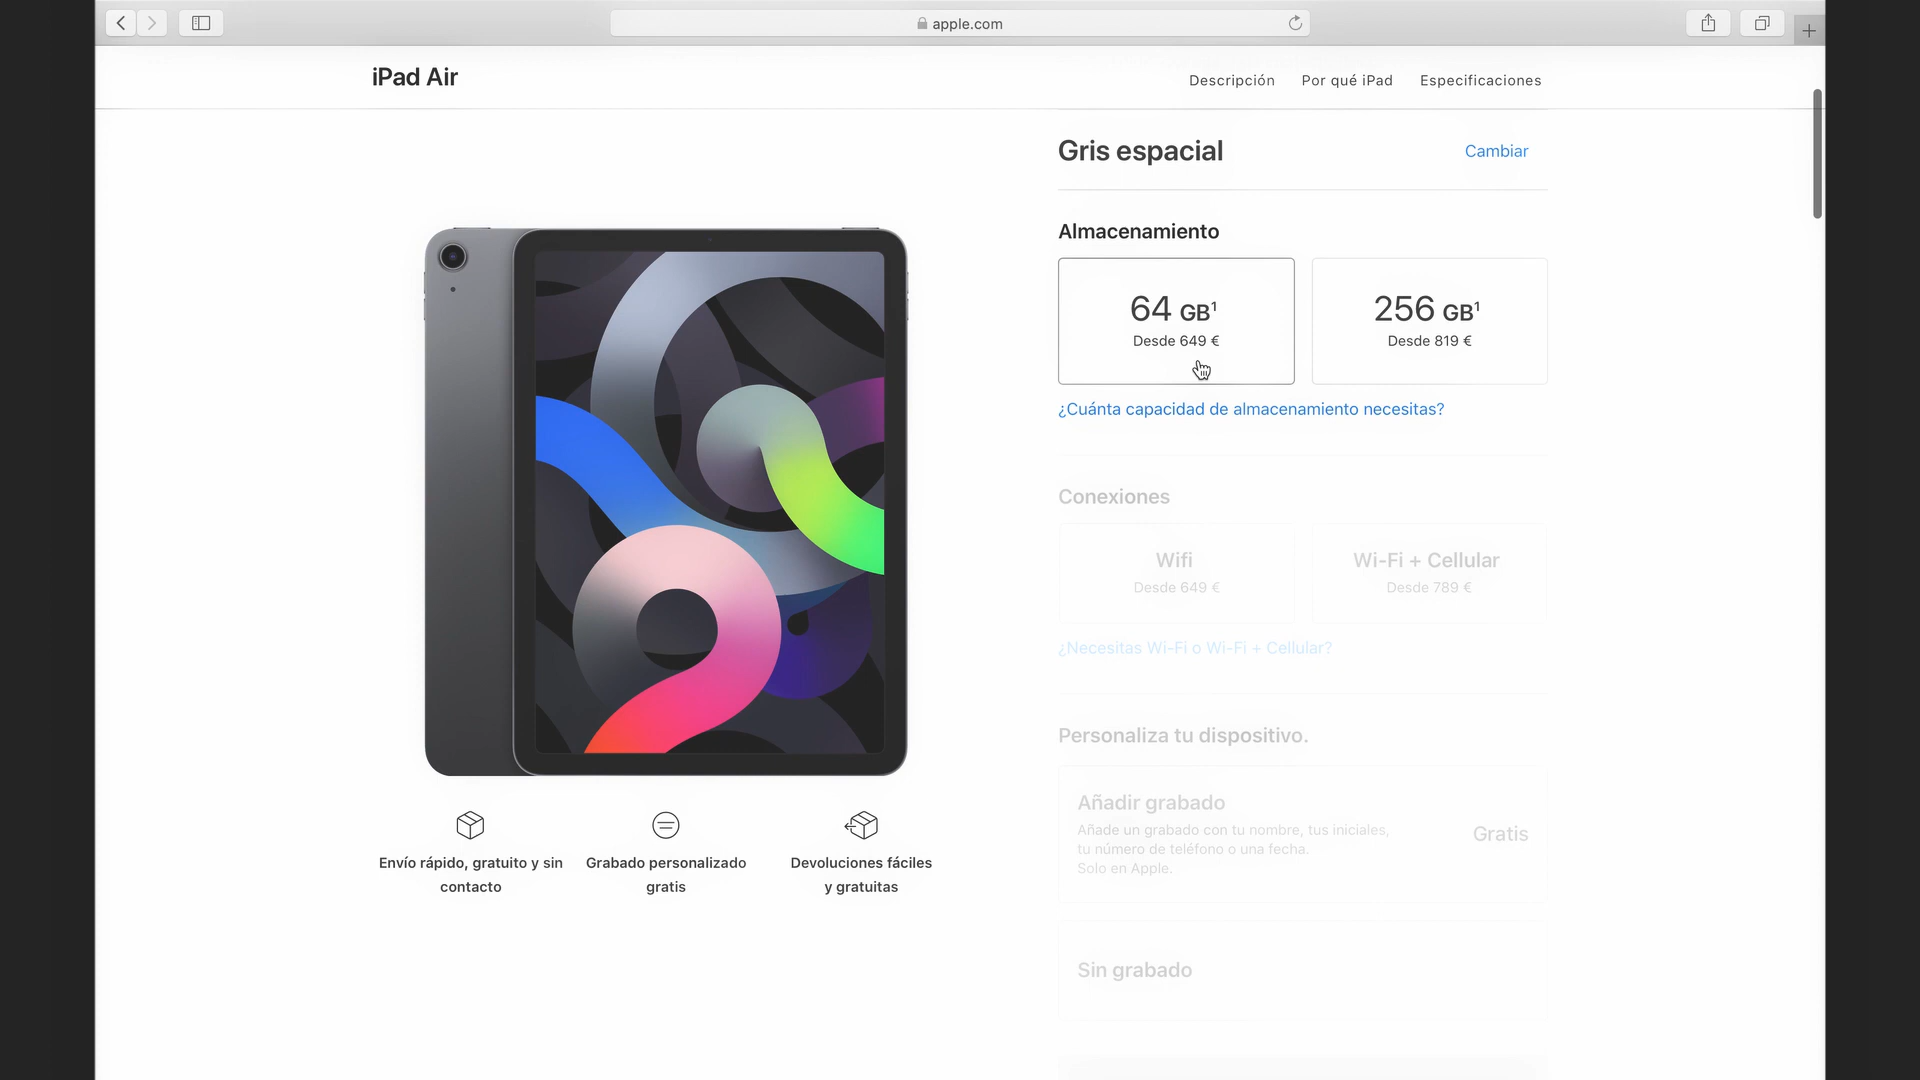 apple.com
iPad Air
Descripción
Por qué iPad
Especificaciones
Gris espacial
Cambiar
Almacenamiento
64 GB¹
Desde 649 €
256 GB¹
Desde 819 €
¿Cuánta capacidad de almacenamiento necesitas?
Conexiones
Wifi
Desde 649 €
Wi-Fi + Cellular
Desde 789 €
¿Necesitas Wi-Fi o Wi-Fi + Cellular?
Personaliza tu dispositivo.
Añadir grabado
Añade un grabado con tu nombre, tus iniciales,
tu número de teléfono o una fecha.
Solo en Apple.
Gratis
Sin grabado
Envío rápido, gratuito y sin
contacto
Grabado personalizado
gratis
Devoluciones fáciles
y gratuitas